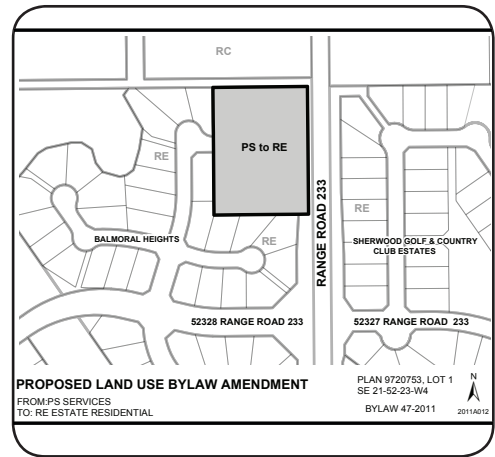 RC
PS to RE
RE
RANGE ROAD 233
RE
BALMORAL HEIGHTS
RE
SHERWOOD GOLF & COUNTRY
CLUB ESTATES
52328 RANGE ROAD 233
52327 RANGE ROAD 233
PROPOSED LAND USE BYLAW AMENDMENT
FROM:PS SERVICES
TO: RE ESTATE RESIDENTIAL
PLAN 9720753, LOT 1
SE 21-52-23-W4
BYLAW 47-2011
N
2011A012